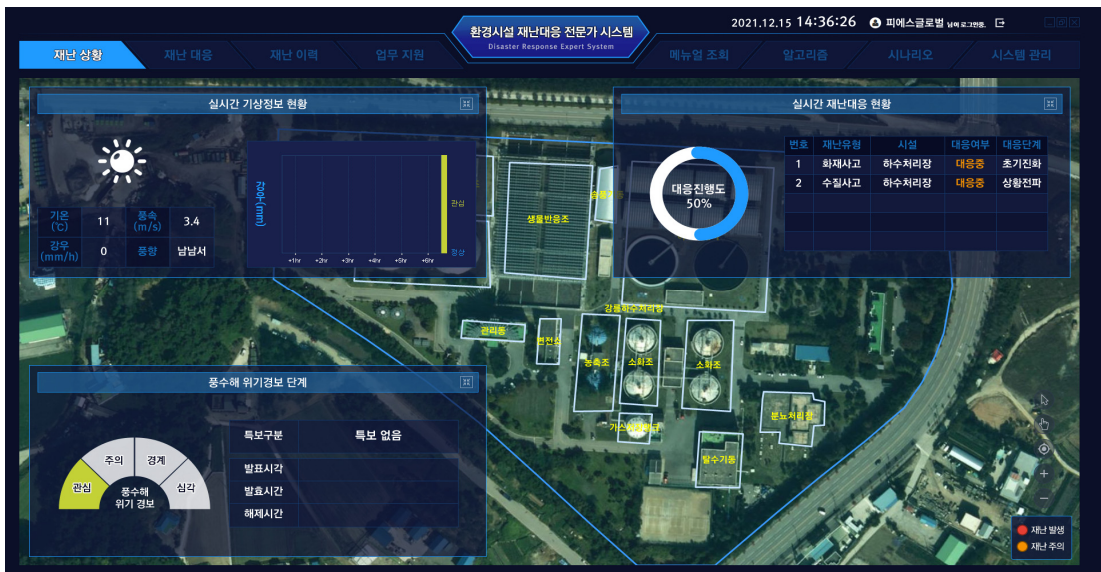 환경시설 재난대응 전문가 시스템
Disaster Response Expert System
2021.12.15 14:36:26 피에스글로벌 님이 로그인중.
재난 상황 재난 대응 재난 이력 업무 지원 메뉴얼 조회 알고리즘 시나리오 시스템 관리
실시간 기상정보 현황
기온(℃) 11 풍속(m/s) 3.4
강우(mm/h) 0 풍향 남남서
강우(mm)
관심
정상
+1hr +2hr +3hr +4hr +5hr +6hr
실시간 재난대응 현황
대응진행도
50%
번호 재난유형 시설 대응여부 대응단계
1 화재사고 하수처리장 대응중 초기진화
2 수질사고 하수처리장 대응중 상황전파
생물반응조
강릉하수처리장
관리동
변전소
농축조
소화조
소화조
분뇨처리장
탈수기동
풍수해 위기경보 단계
관심 주의 경계 심각
풍수해
위기 경보
특보구분 특보 없음
발표시각
발효시간
해제시간
재난 발생
재난 주의